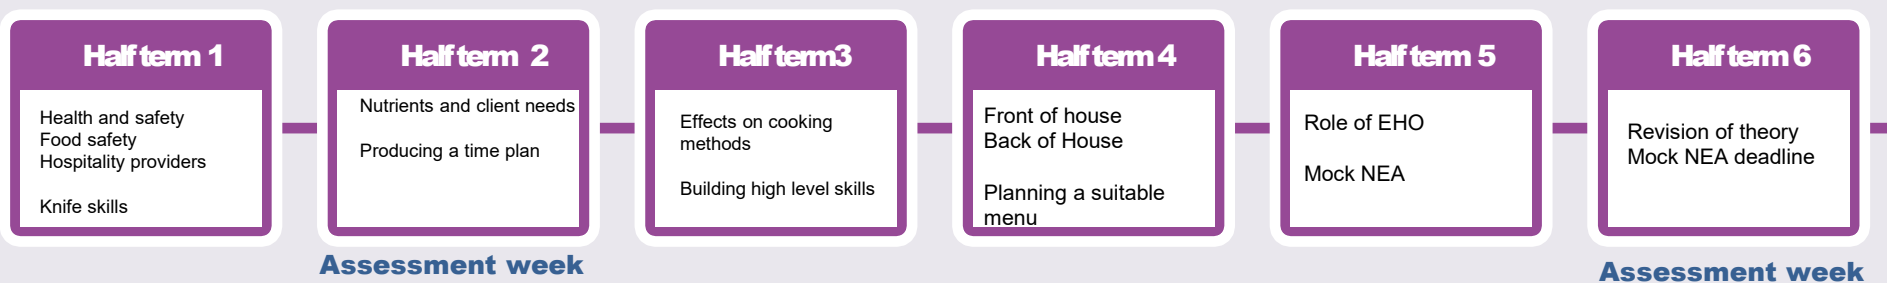 Half term 1
Health and safety
Food safety
Hospitality providers
Knife skills
Half term 2
Nutrients and client needs
Producing a time plan
Assessment week
Half term3
Effects on cooking
methods
Building high level skills
Half term 4
Front of house
Back of House
Planning a suitable
menu
Half term 5
Role of EHO
Mock NEA
Half term 6
Revision of theory
Mock NEA deadline
Assessment week